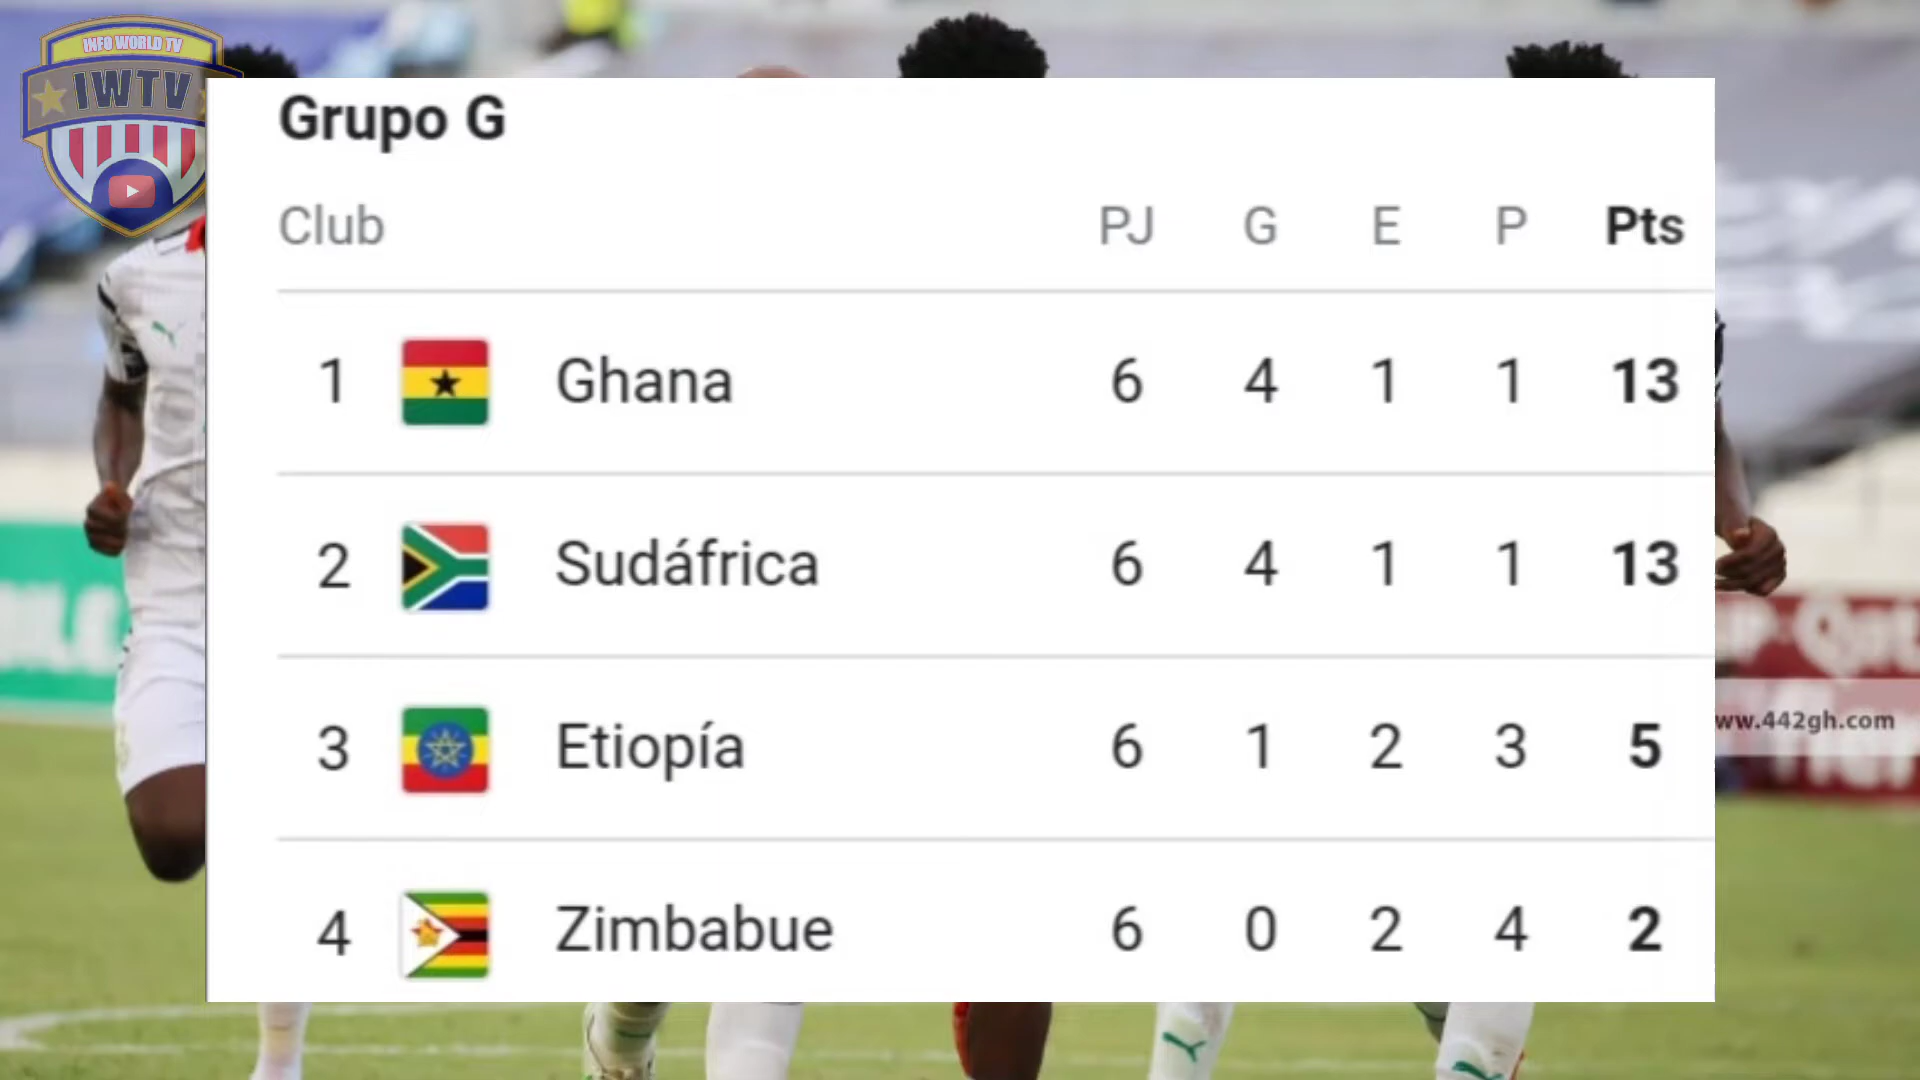 INFO WORLD TV
IWTV
Grupo G
Club PJ G E P Pts
1 Ghana 6 4 1 1 13
2 Sudáfrica 6 4 1 1 13
3 Etiopía 6 1 2 3 5
4 Zimbabue 6 0 2 4 2
ww.442gh.com